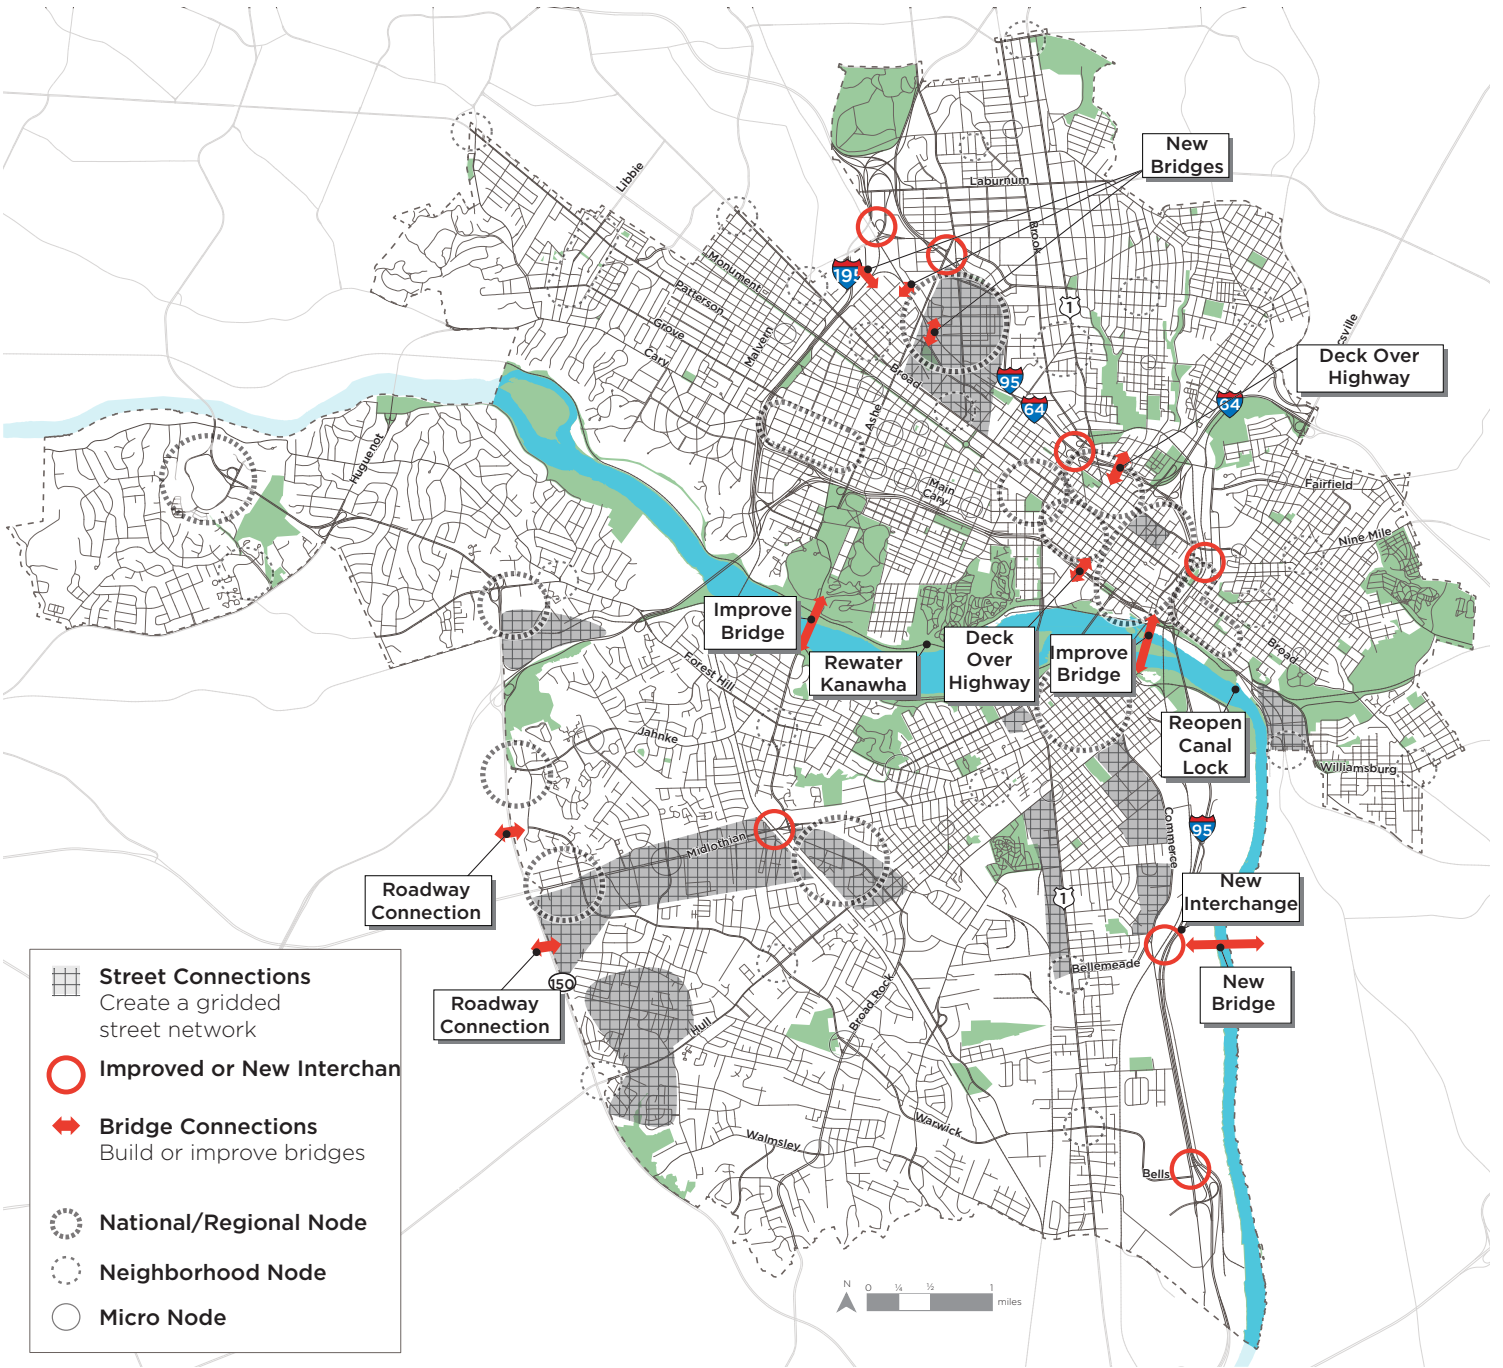 New
Bridges
Laburnum
Libbie
Brook
Monument
195
Patterson
1
Grove
Malvern
csville
Deck Over
Highway
Cary
Broad
95
64
64
Ashe
Huguenot
Main
Cary
Fairfield
Nine Mile
Improve
Bridge
Rewater
Kanawha
Deck
Over
Highway
Improve
Bridge
Broad
Forest Hill
Reopen
Canal
Lock
Jahnke
Williamsburg
Commerce
95
Midlothian
Roadway
Connection
1
New
Interchange
Bellemeade
New
Bridge
150
Roadway
Connection
Hull
Broad Rock
Warwick
Walmsley
Bells
Street Connections
Create a gridded
street network
Improved or New Interchan
Bridge Connections
Build or improve bridges
National/Regional Node
Neighborhood Node
Micro Node
N
0 ¼ ½ 1
miles